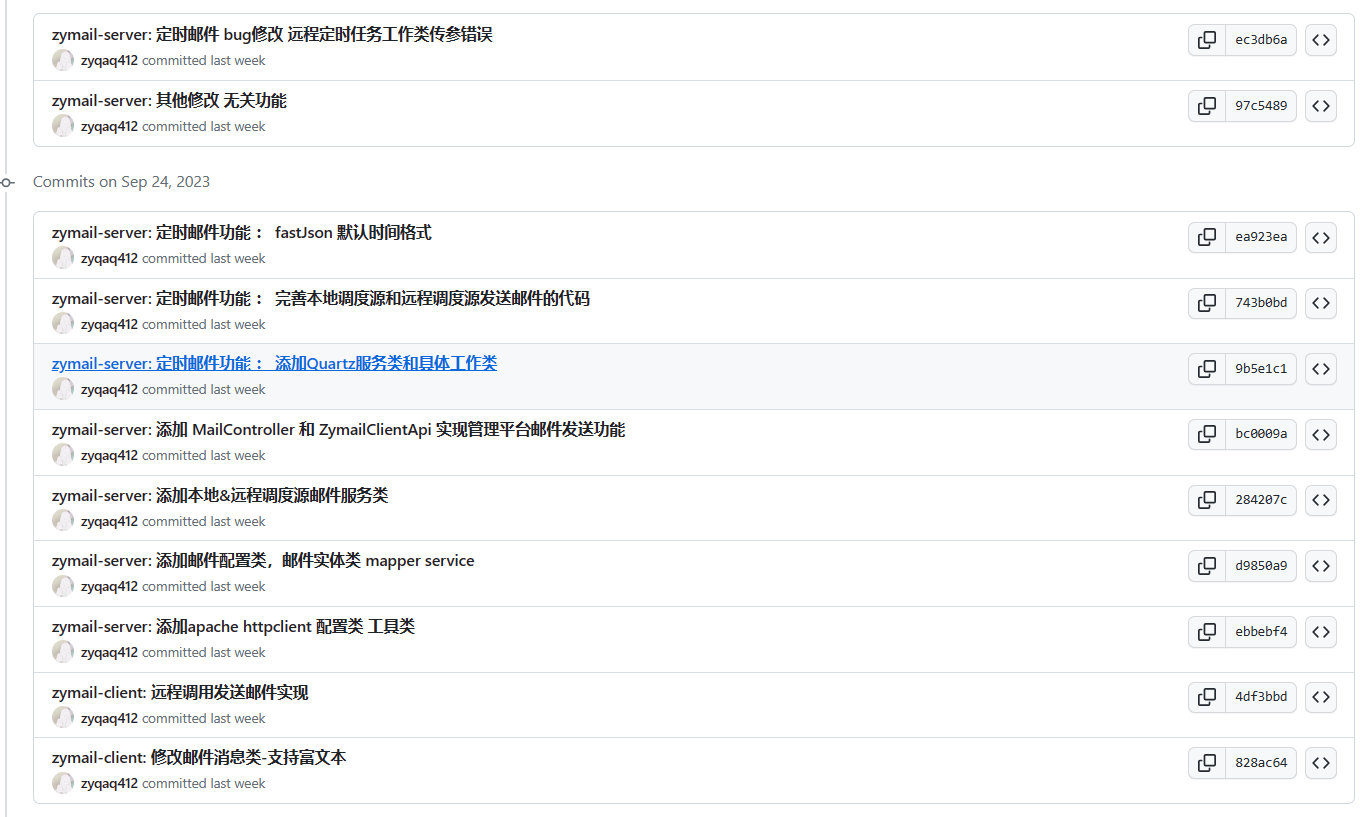 zymail-server: 定时邮件 bug修改 远程定时任务工作类传参错误
ec3db6a
zyqaq412 committed last week
zymail-server: 其他修改 无关功能
97c5489
zyqaq412 committed last week
Commits on Sep 24, 2023
zymail-server: 定时邮件功能： fastJson 默认时间格式
ea923ea
zyqaq412 committed last week
zymail-server: 定时邮件功能： 完善本地调度源和远程调度源发送邮件的代码
743b0bd
zyqaq412 committed last week
zymail-server: 定时邮件功能： 添加Quartz服务类和具体工作类
9b5e1c1
zyqaq412 committed last week
zymail-server: 添加 MailController 和 ZymailClientApi 实现管理平台邮件发送功能
bc0009a
zyqaq412 committed last week
zymail-server: 添加本地&远程调度源邮件服务类
284207c
zyqaq412 committed last week
zymail-server: 添加邮件配置类，邮件实体类 mapper service
d9850a9
zyqaq412 committed last week
zymail-server: 添加apache httpclient 配置类 工具类
ebbebf4
zyqaq412 committed last week
zymail-client: 远程调用发送邮件实现
4df3bbd
zyqaq412 committed last week
zymail-client: 修改邮件消息类-支持富文本
828ac64
zyqaq412 committed last week